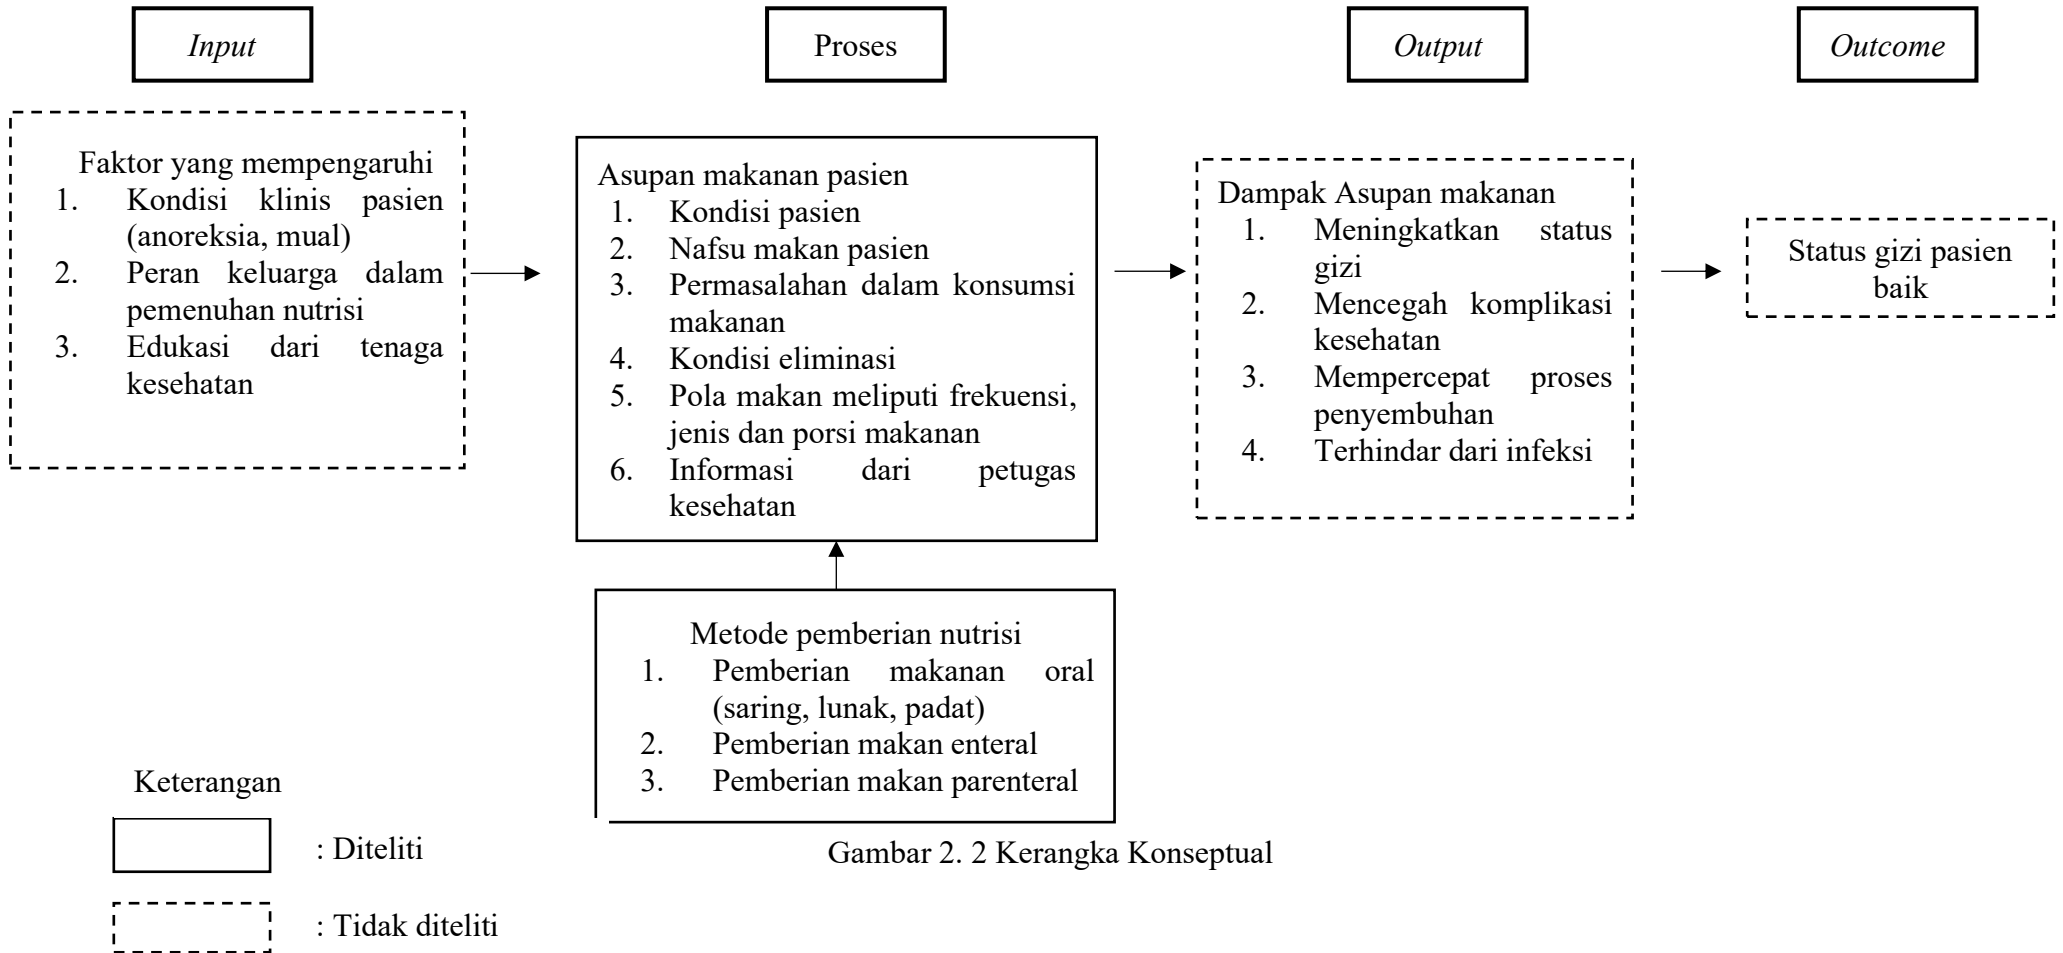 Input
Proses
Output
Outcome
Faktor yang mempengaruhi
1. Kondisi klinis pasien
(anoreksia, mual)
2. Peran keluarga dalam
pemenuhan nutrisi
3. Edukasi dari tenaga
kesehatan
Asupan makanan pasien
1. Kondisi pasien
2. Nafsu makan pasien
3. Permasalahan dalam konsumsi
makanan
4. Kondisi eliminasi
5. Pola makan meliputi frekuensi,
jenis dan porsi makanan
6. Informasi dari petugas
kesehatan
Dampak Asupan makanan
1. Meningkatkan status
gizi
2. Mencegah komplikasi
kesehatan
3. Mempercepat proses
penyembuhan
4. Terhindar dari infeksi
Status gizi pasien
baik
Metode pemberian nutrisi
1. Pemberian makanan oral
(saring, lunak, padat)
2. Pemberian makan enteral
3. Pemberian makan parenteral
Keterangan
: Diteliti
: Tidak diteliti
Gambar 2. 2 Kerangka Konseptual